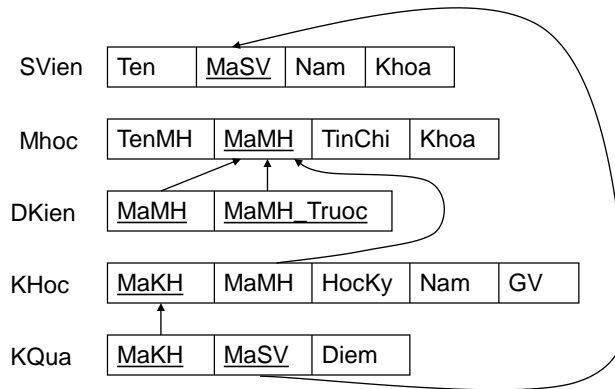 SVien Ten MaSV Nam Khoa
Mhoc TenMH MaMH TinChi Khoa
DKien MaMH MaMH_Truoc
KHoc MaKH MaMH HocKy Nam GV
KQua MaKH MaSV Diem